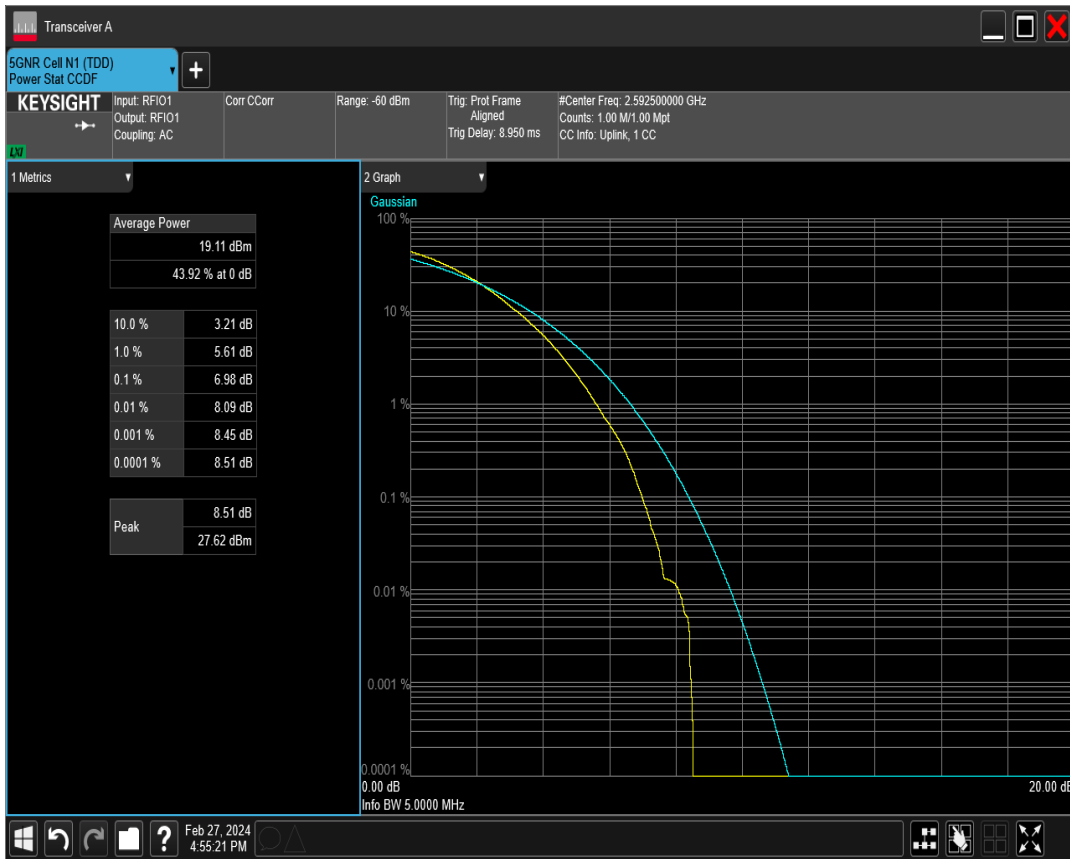 Transceiver A
5GNR Cell N1 (TDD)
Power Stat CCDF
KEYSIGHT
LXI
Input: RFIO1
Output: RFIO1
Coupling: AC
Corr CCorr
Range: -60 dBm
Trig: Prot Frame
Aligned
Trig Delay: 8.950 ms
#Center Freq: 2.592500000 GHz
Counts: 1.00 M/1.00 Mpt
CC Info: Uplink, 1 CC
1 Metrics
Average Power
19.11 dBm
43.92 % at 0 dB
10.0 % 3.21 dB
1.0 % 5.61 dB
0.1 % 6.98 dB
0.01 % 8.09 dB
0.001 % 8.45 dB
0.0001 % 8.51 dB
Peak
8.51 dB
27.62 dBm
2 Graph
Gaussian
100 %
10 %
1 %
0.1 %
0.01 %
0.001 %
0.0001 %
0.00 dB 20.00 dB
Info BW 5.0000 MHz
Feb 27, 2024
4:55:21 PM